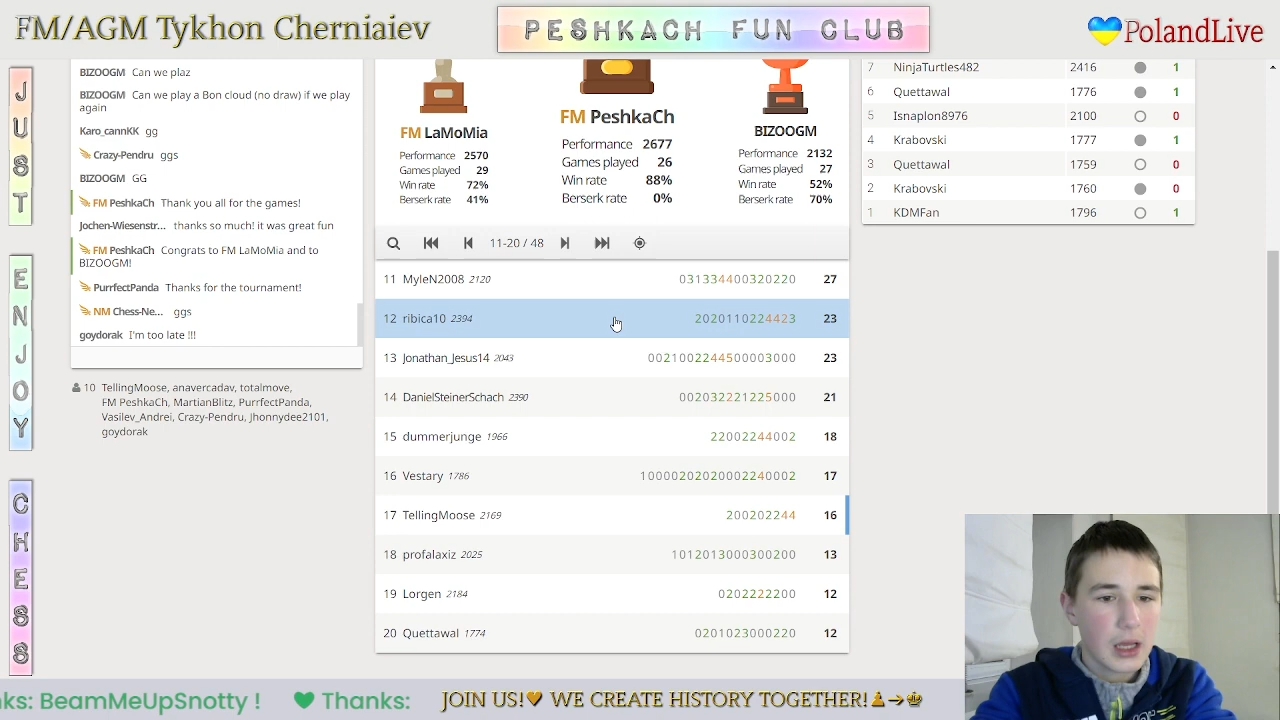 FM/AGM Tykhon Cherniaiev
PESHKACH FUN CLUB
PolandLive
JUST
ENJOY
CHESS
BIZOOGM Can we plaz
BIZOOGM Can we play a Bon cloud (no draw) if we play
again
Karo_cannKK gg
Crazy-Pendru ggs
BIZOOGM GG
FM PeshkaCh Thank you all for the games!
Jochen-Wiesenstr... thanks so much! it was great fun
FM PeshkaCh Congrats to FM LaMoMia and to
BIZOOGM!
PurrfectPanda Thanks for the tournament!
NM Chess-Ne... ggs
goydorak I'm too late !!!
10 TellingMoose, anavercadav, totalmove,
FM PeshkaCh, MartianBlitz, PurrfectPanda,
Vasilev_Andrei, Crazy-Pendru, Jhonnydee2101,
goydorak
FM LaMoMia
Performance 2570
Games played 29
Win rate 72%
Berserk rate 41%
FM PeshkaCh
Performance 2677
Games played 26
Win rate 88%
Berserk rate 0%
BIZOOGM
Performance 2132
Games played 27
Win rate 52%
Berserk rate 70%
11-20 / 48
11 MyleN2008 2120 031334400320220 27
12 ribica10 2394 2020110224423 23
13 Jonathan_Jesus14 2043 0021002244500003000 23
14 DanielSteinerSchach 2390 002032221225000 21
15 dummerjunge 1966 22002244002 18
16 Vestary 1786 10000202020002240002 17
17 TellingMoose 2169 200202244 16
18 profalaxiz 2025 1012013000300200 13
19 Lorgen 2184 0202222200 12
20 Quettawal 1774 0201023000220 12
7 NinjaTurtles482 2416 1
6 Quettawal 1776 1
5 Isnaplon8976 2100 0
4 Krabovski 1777 1
3 Quettawal 1759 0
2 Krabovski 1760 0
1 KDMFan 1796 1
nks: BeamMeUpSnotty ! Thanks:
JOIN US! WE CREATE HISTORY TOGETHER!